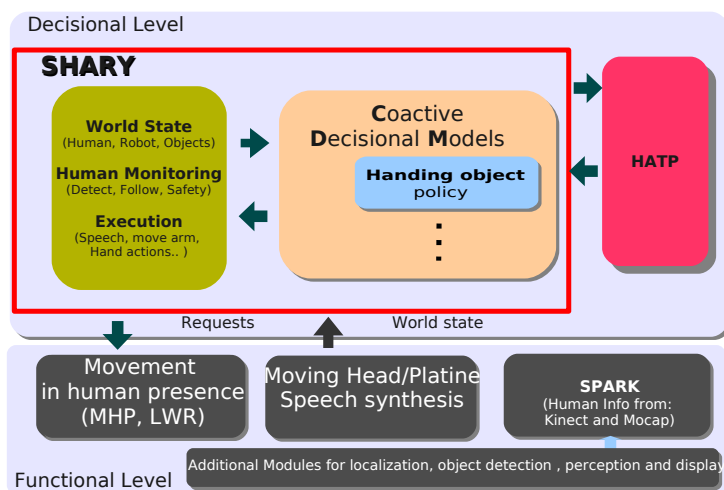 Decisional Level
SHARY
World State
(Human, Robot, Objects)
Human Monitoring
(Detect, Follow, Safety)
Execution
(Speech, move arm,
Hand actions.. )
Coactive
Decisional Models
Handing object
policy
HATP
Requests
World state
Movement
in human presence
(MHP, LWR)
Moving Head/Platine
Speech synthesis
SPARK
(Human Info from:
Kinect and Mocap)
Additional Modules for localization, object detection , perception and display
Functional Level